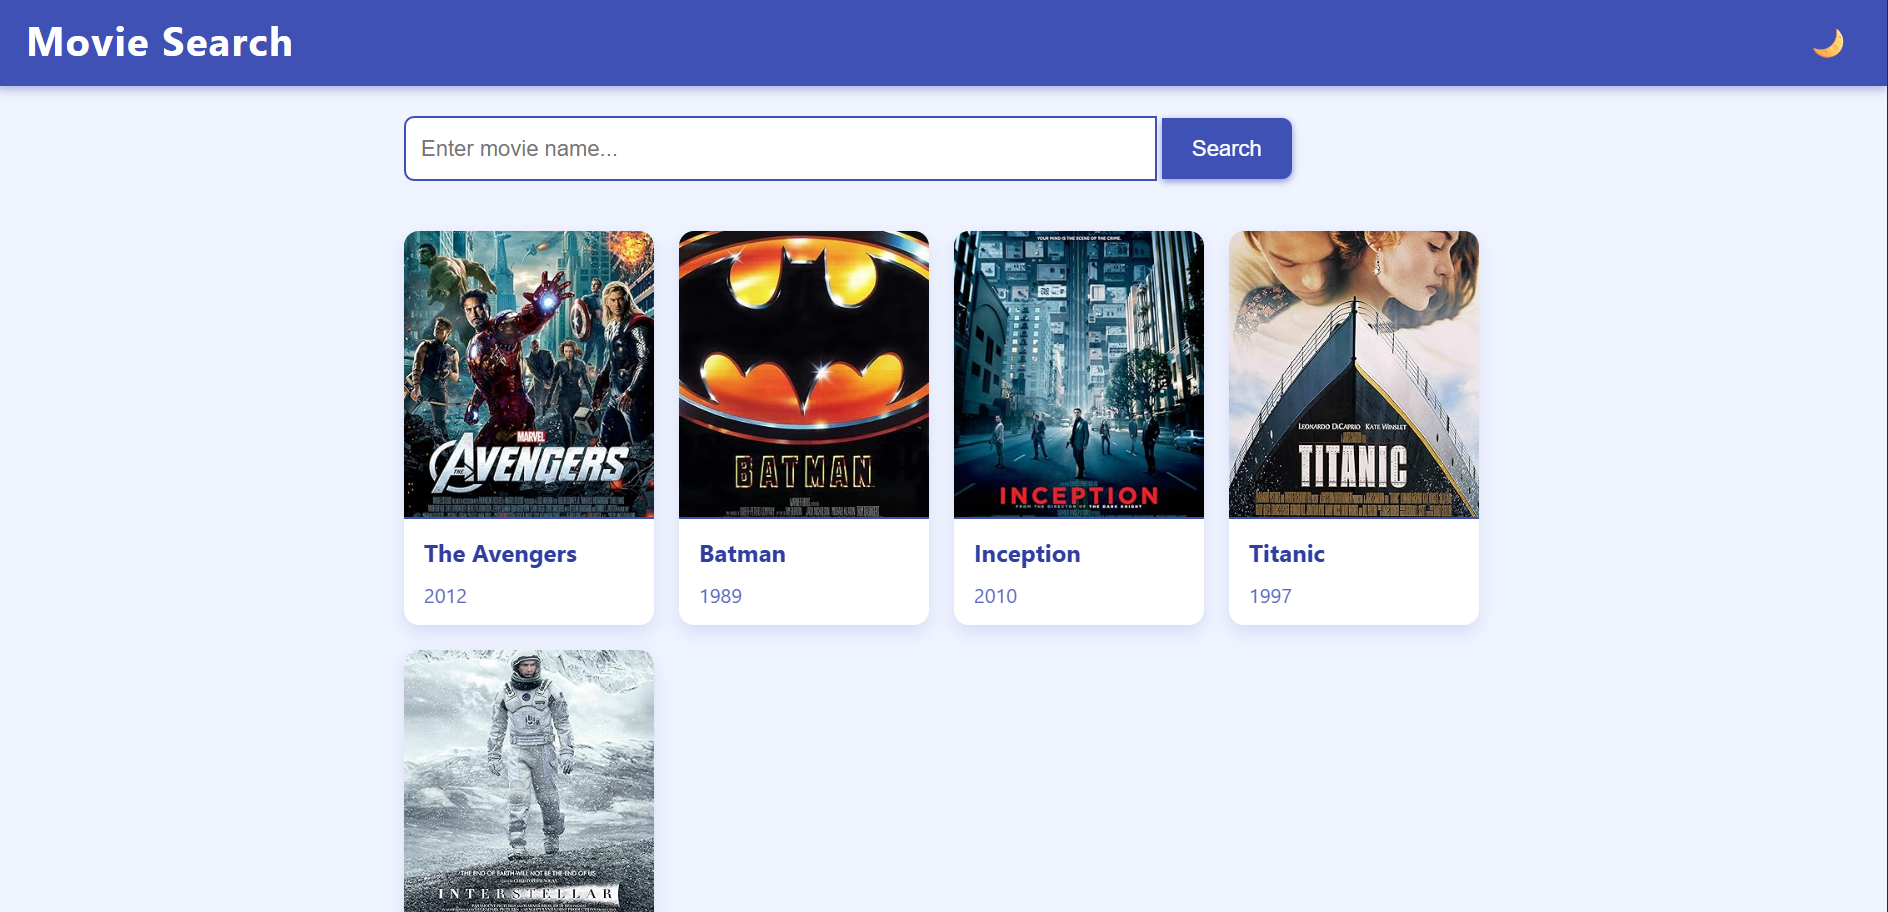 Movie Search
Enter movie name...
Search
MARVEL
THE AVENGERS
BATMAN
YOUR MIND IS THE SCENE OF THE CRIME.
INCEPTION
FROM THE DIRECTOR OF THE DARK KNIGHT
LEONARDO DICAPRIO KATE WINSLET
TITANIC
The Avengers
Batman
Inception
Titanic
2012
1989
2010
1997
THE END OF EARTH WILL NOT BE THE END OF US
INTERSTELLAR